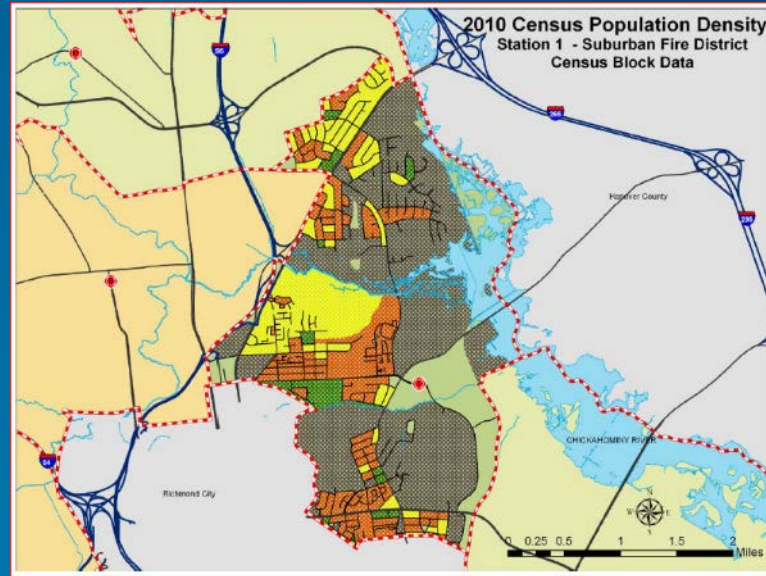 2010 Census Population Density
Station 1 - Suburban Fire District
Census Block Data
95
295
Hanover County
295
CHICKAHOMINY RIVER
64
Richmond City
N
W E
S
0 0.25 0.5 1 1.5 2
Miles